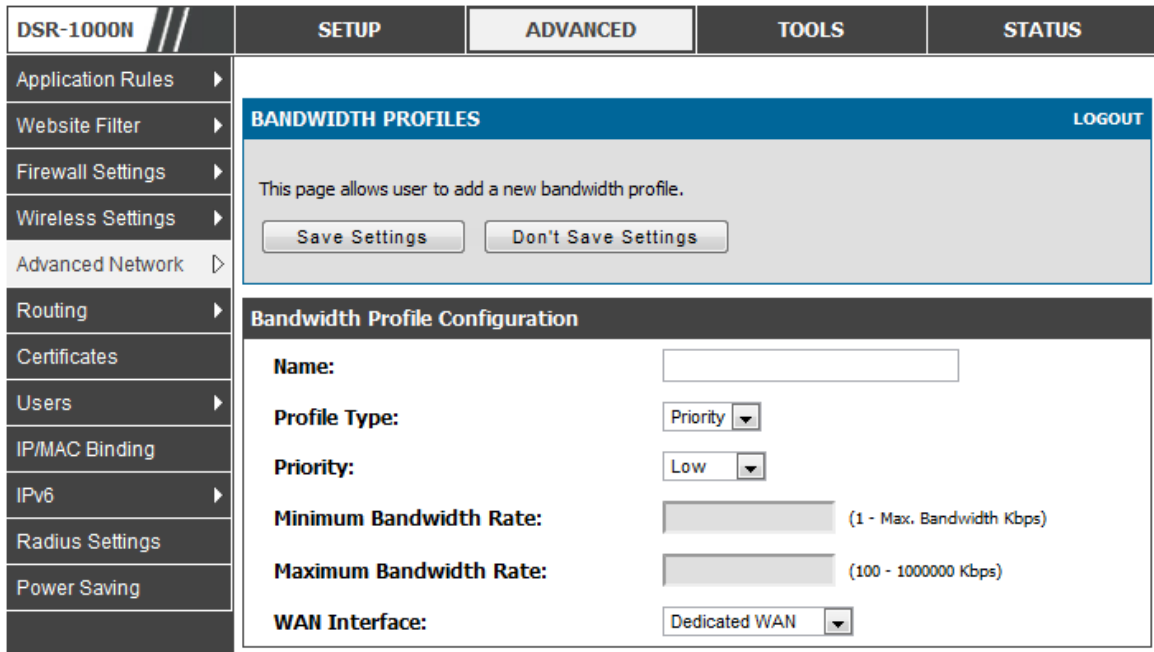 DSR-1000N
SETUP
ADVANCED
TOOLS
STATUS
Application Rules
Website Filter
Firewall Settings
Wireless Settings
Advanced Network
Routing
Certificates
Users
IP/MAC Binding
IPv6
Radius Settings
Power Saving
BANDWIDTH PROFILES
LOGOUT
This page allows user to add a new bandwidth profile.
Save Settings
Don't Save Settings
Bandwidth Profile Configuration
Name:
Profile Type: Priority
Priority: Low
Minimum Bandwidth Rate: (1 - Max. Bandwidth Kbps)
Maximum Bandwidth Rate: (100 - 1000000 Kbps)
WAN Interface: Dedicated WAN